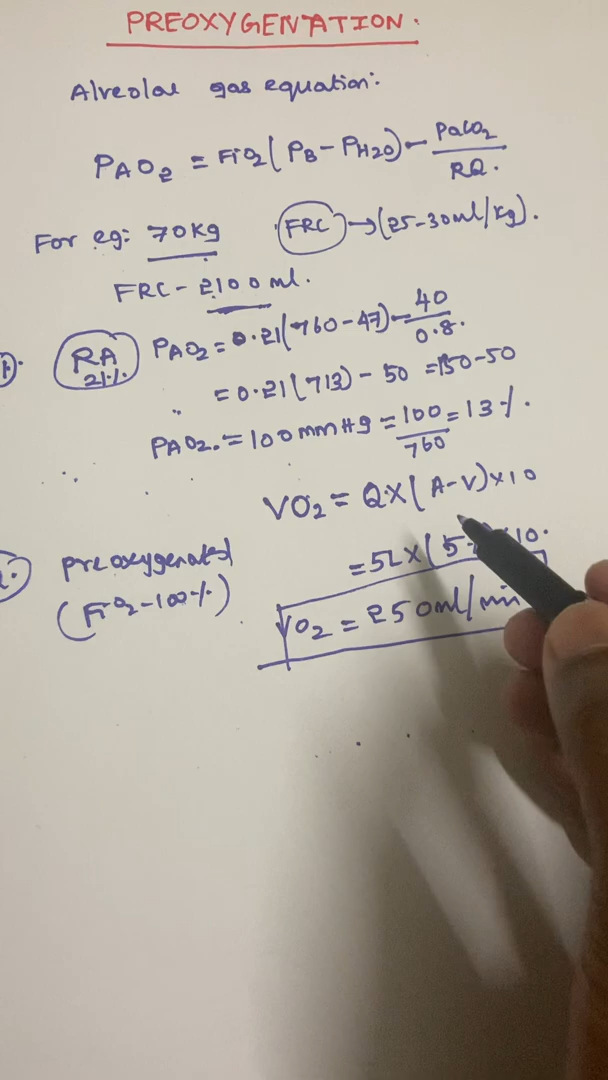 PREOXYGENATION.
Alveolar gas equation:
PAO2 = FiO2(PB-PH2O) - PaCO2/RQ.
For eg: 70kg FRC → (25-30ml/kg).
FRC - 2100 ml.
RA 21%. PAO2 = 0.21(760-47) - 40/0.8.
= 0.21(713) - 50 = 150-50
PAO2. = 100mmHg = 100/760 = 13%.
VO2 = Q×(A-V)×10
preoxygenated = 5L×(5
(FiO2-100%) VO2 = 250ml/min